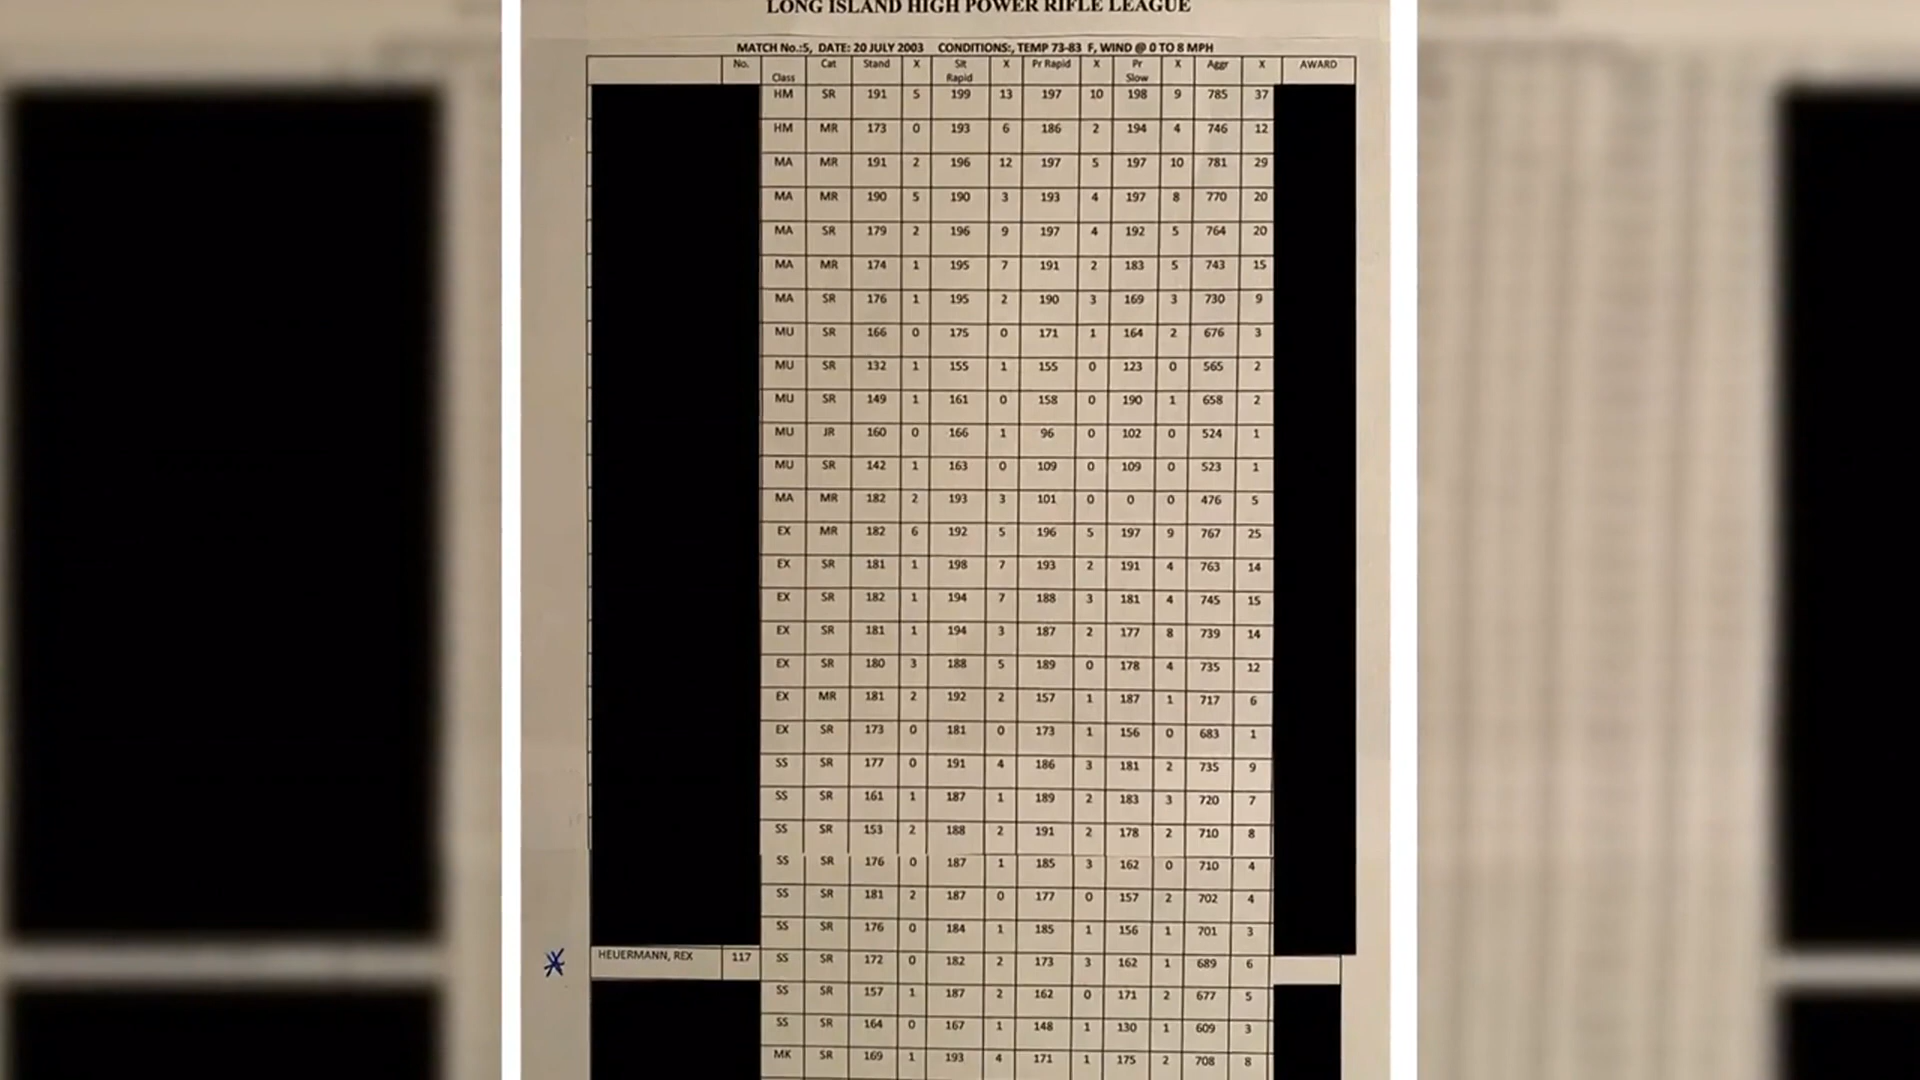 LONG ISLAND HIGH POWER RIFLE LEAGUE
MATCH No.:5, DATE: 20 JULY 2003 CONDITIONS:, TEMP 73-83 F, WIND @ 0 TO 8 MPH
No. Class Cat Stand X Sit Rapid X Pr Rapid X Pr Slow X Aggr X AWARD
HM SR 191 5 199 13 197 10 198 9 785 37
HM MR 173 0 193 6 186 2 194 4 746 12
MA MR 191 2 196 12 197 5 197 10 781 29
MA MR 190 5 190 3 193 4 197 8 770 20
MA SR 179 2 196 9 197 4 192 5 764 20
MA MR 174 1 195 7 191 2 183 5 743 15
MA SR 176 1 195 2 190 3 169 3 730 9
MU SR 166 0 175 0 171 1 164 2 676 3
MU SR 132 1 155 1 155 0 123 0 565 2
MU SR 149 1 161 0 158 0 190 1 658 2
MU JR 160 0 166 1 96 0 102 0 524 1
MU SR 142 1 163 0 109 0 109 0 523 1
MA MR 182 2 193 3 101 0 0 0 476 5
EX MR 182 6 192 5 196 5 197 9 767 25
EX SR 181 1 198 7 193 2 191 4 763 14
EX SR 182 1 194 7 188 3 181 4 745 15
EX SR 181 1 194 3 187 2 177 8 739 14
EX SR 180 3 188 5 189 0 178 4 735 12
EX MR 181 2 192 2 157 1 187 1 717 6
EX SR 173 0 181 0 173 1 156 0 683 1
SS SR 177 0 191 4 186 3 181 2 735 9
SS SR 161 1 187 1 189 2 183 3 720 7
SS SR 153 2 188 2 191 2 178 2 710 8
SS SR 176 0 187 1 185 3 162 0 710 4
SS SR 181 2 187 0 177 0 157 2 702 4
SS SR 176 0 184 1 185 1 156 1 701 3
HEUERMANN, REX 117 SS SR 172 0 182 2 173 3 162 1 689 6
SS SR 157 1 187 2 162 0 171 2 677 5
SS SR 164 0 167 1 148 1 130 1 609 3
MK SR 169 1 193 4 171 1 175 2 708 8